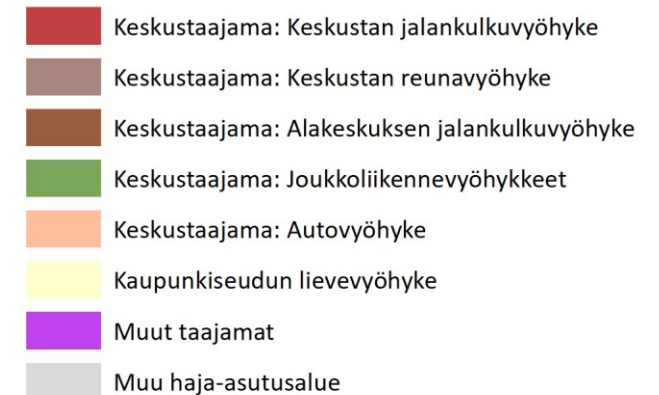 Keskustaajama: Keskustan jalankulkuvyöhyke
Keskustaajama: Keskustan reunavyöhyke
Keskustaajama: Alakeskuksen jalankulkuvyöhyke
Keskustaajama: Joukkoliikennevyöhykkeet
Keskustaajama: Autovyöhyke
Kaupunkiseudun lievevyöhyke
Muut taajamat
Muu haja-asutusalue